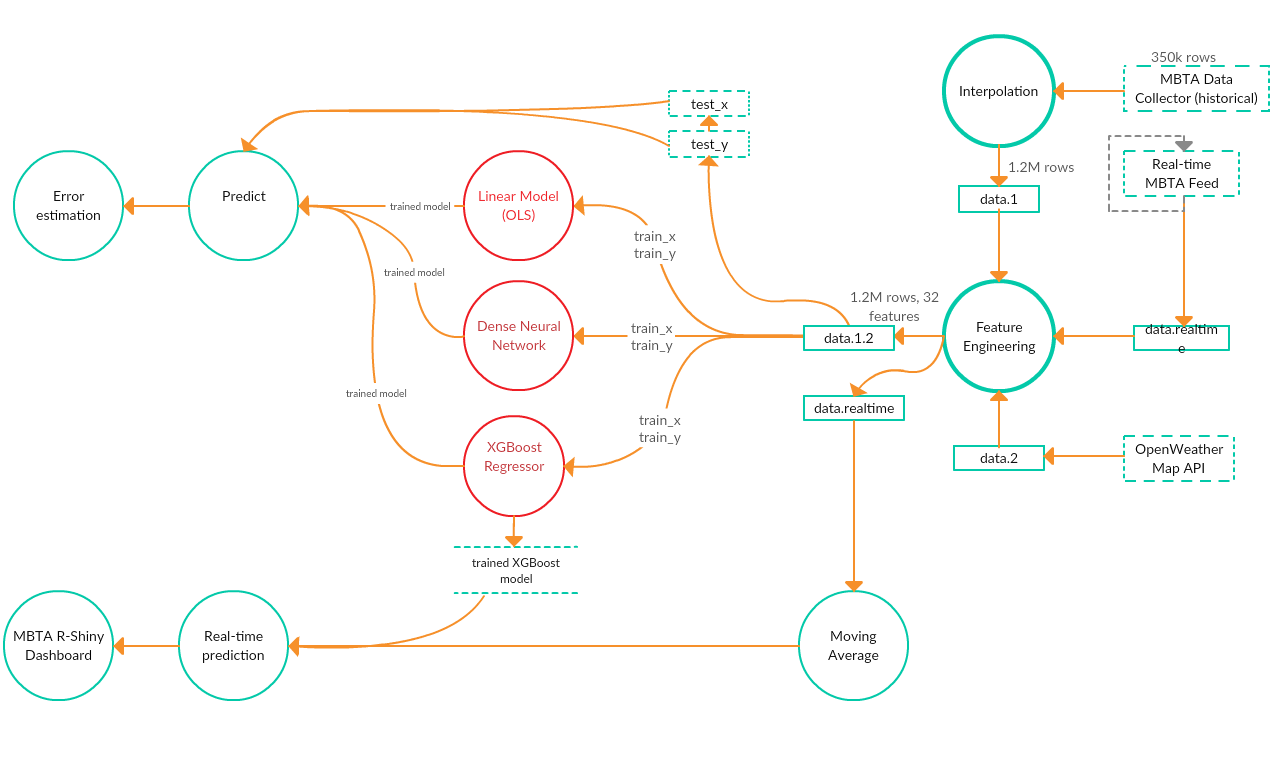 350k rows
MBTA Data
Collector (historical)
Interpolation
test_x
test_y
Real-time
MBTA Feed
1.2M rows
data.1
Error
estimation
Predict
Linear Model
(OLS)
trained model
train_x
train_y
trained model
1.2M rows, 32
features
Dense Neural
Network
train_x
train_y
data.1.2
Feature
Engineering
data.realtim
e
trained model
data.realtime
train_x
train_y
XGBoost
Regressor
data.2
OpenWeather
Map API
trained XGBoost
model
MBTA R-Shiny
Dashboard
Real-time
prediction
Moving
Average